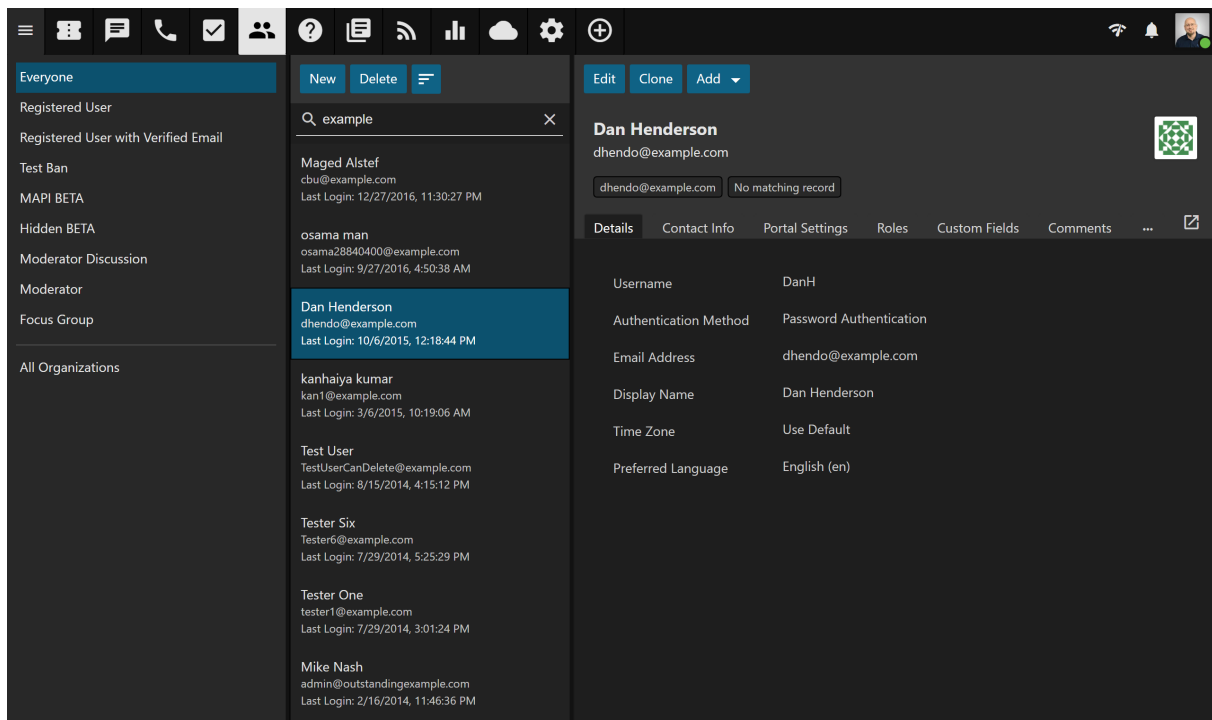 Everyone
Registered User
Registered User with Verified Email
Test Ban
MAPI BETA
Hidden BETA
Moderator Discussion
Moderator
Focus Group
All Organizations
New Delete
example
Maged Alstef
cbu@example.com
Last Login: 12/27/2016, 11:30:27 PM
osama man
osama28840400@example.com
Last Login: 9/27/2016, 4:50:38 AM
Dan Henderson
dhendo@example.com
Last Login: 10/6/2015, 12:18:44 PM
kanhaiya kumar
kan1@example.com
Last Login: 3/6/2015, 10:19:06 AM
Test User
TestUserCanDelete@example.com
Last Login: 8/15/2014, 4:15:12 PM
Tester Six
Tester6@example.com
Last Login: 7/29/2014, 5:25:29 PM
Tester One
tester1@example.com
Last Login: 7/29/2014, 3:01:24 PM
Mike Nash
admin@outstandingexample.com
Last Login: 2/16/2014, 11:46:36 PM
Edit Clone Add
Dan Henderson
dhendo@example.com
dhendo@example.com No matching record
Details Contact Info Portal Settings Roles Custom Fields Comments ...
Username DanH
Authentication Method Password Authentication
Email Address dhendo@example.com
Display Name Dan Henderson
Time Zone Use Default
Preferred Language English (en)